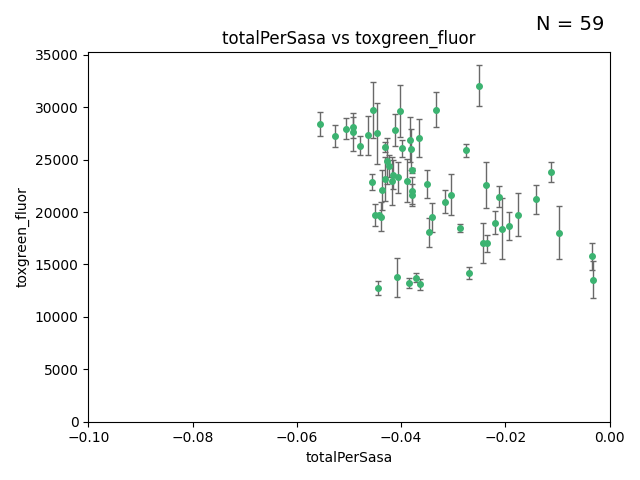 N = 59
totalPerSasa vs toxgreen_fluor
35000
30000
25000
20000
15000
10000
5000
0
toxgreen_fluor
−0.10 −0.08 −0.06 −0.04 −0.02 0.00
totalPerSasa